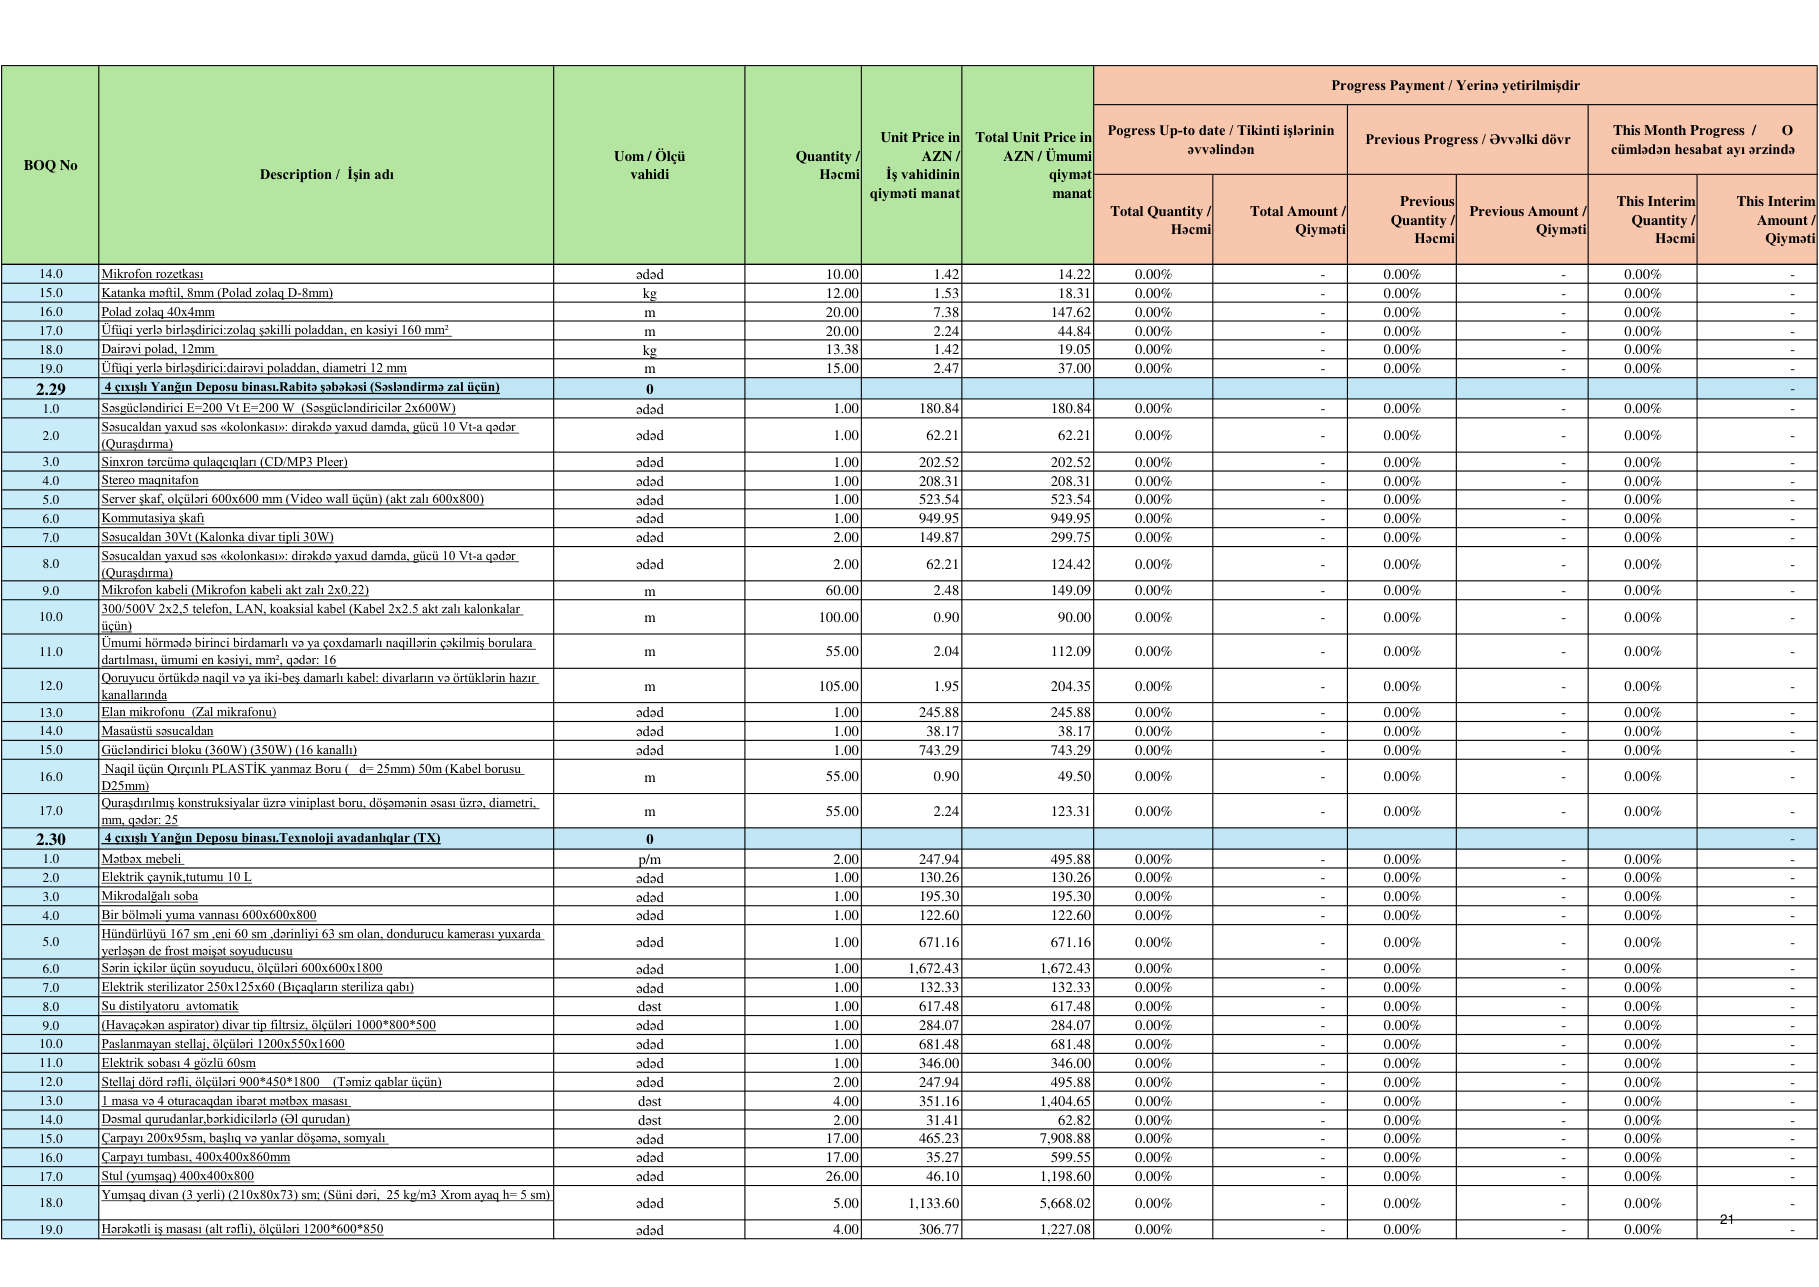 Progress Payment / Yerinə yetirilmişdir
BOQ No
Description /  İşin adı
Uom / Ölçü
vahidi
Quantity /
Həcmi
Unit Price in
AZN /
İş vahidinin
qiyməti manat
Total Unit Price in
AZN / Ümumi
qiymət
manat
Pogress Up-to date / Tikinti işlərinin
əvvəlindən
Previous Progress / Əvvəlki dövr
This Month Progress  /      O
cümlədən hesabat ayı ərzində
Total Quantity /
Həcmi
Total Amount /
Qiyməti
Previous
Quantity /
Həcmi
Previous Amount /
Qiyməti
This Interim
Quantity /
Həcmi
This Interim
Amount /
Qiyməti
14.0 Mikrofon rozetkası ədəd 10.00 1.42 14.22 0.00% - 0.00% - 0.00% -
15.0 Katanka məftil, 8mm (Polad zolaq D-8mm) kg 12.00 1.53 18.31 0.00% - 0.00% - 0.00% -
16.0 Polad zolaq 40x4mm m 20.00 7.38 147.62 0.00% - 0.00% - 0.00% -
17.0 Üfüqi yerlə birləşdirici:zolaq şəkilli poladdan, en kəsiyi 160 mm² m 20.00 2.24 44.84 0.00% - 0.00% - 0.00% -
18.0 Dairəvi polad, 12mm kg 13.38 1.42 19.05 0.00% - 0.00% - 0.00% -
19.0 Üfüqi yerlə birləşdirici:dairəvi poladdan, diametri 12 mm m 15.00 2.47 37.00 0.00% - 0.00% - 0.00% -
2.29 4 çıxışlı Yanğın Deposu binası.Rabitə şəbəkəsi (Səsləndirmə zal üçün) 0 -
1.0 Səsgücləndirici E=200 Vt E=200 W  (Səsgücləndiricilər 2x600W) ədəd 1.00 180.84 180.84 0.00% - 0.00% - 0.00% -
2.0 Səsucaldan yaxud səs «kolonkası»: dirəkdə yaxud damda, gücü 10 Vt-a qədər
(Quraşdırma) ədəd 1.00 62.21 62.21 0.00% - 0.00% - 0.00% -
3.0 Sinxron tərcümə qulaqcıqları (CD/MP3 Pleer) ədəd 1.00 202.52 202.52 0.00% - 0.00% - 0.00% -
4.0 Stereo maqnitafon ədəd 1.00 208.31 208.31 0.00% - 0.00% - 0.00% -
5.0 Server şkaf, olçüləri 600x600 mm (Video wall üçün) (akt zalı 600x800) ədəd 1.00 523.54 523.54 0.00% - 0.00% - 0.00% -
6.0 Kommutasiya şkafı ədəd 1.00 949.95 949.95 0.00% - 0.00% - 0.00% -
7.0 Səsucaldan 30Vt (Kalonka divar tipli 30W) ədəd 2.00 149.87 299.75 0.00% - 0.00% - 0.00% -
8.0 Səsucaldan yaxud səs «kolonkası»: dirəkdə yaxud damda, gücü 10 Vt-a qədər
(Quraşdırma) ədəd 2.00 62.21 124.42 0.00% - 0.00% - 0.00% -
9.0 Mikrofon kabeli (Mikrofon kabeli akt zalı 2x0.22) m 60.00 2.48 149.09 0.00% - 0.00% - 0.00% -
10.0 300/500V 2x2,5 telefon, LAN, koaksial kabel (Kabel 2x2.5 akt zalı kalonkalar
üçün) m 100.00 0.90 90.00 0.00% - 0.00% - 0.00% -
11.0 Ümumi hörmədə birinci birdamarlı və ya çoxdamarlı naqillərin çəkilmiş borulara
dartılması, ümumi en kəsiyi, mm², qədər: 16 m 55.00 2.04 112.09 0.00% - 0.00% - 0.00% -
12.0 Qoruyucu örtükdə naqil və ya iki-beş damarlı kabel: divarların və örtüklərin hazır
kanallarında m 105.00 1.95 204.35 0.00% - 0.00% - 0.00% -
13.0 Elan mikrofonu  (Zal mikrafonu) ədəd 1.00 245.88 245.88 0.00% - 0.00% - 0.00% -
14.0 Masaüstü səsucaldan ədəd 1.00 38.17 38.17 0.00% - 0.00% - 0.00% -
15.0 Gücləndirici bloku (360W) (350W) (16 kanallı) ədəd 1.00 743.29 743.29 0.00% - 0.00% - 0.00% -
16.0 Naqil üçün Qırçınlı PLASTİK yanmaz Boru (   d= 25mm) 50m (Kabel borusu
D25mm) m 55.00 0.90 49.50 0.00% - 0.00% - 0.00% -
17.0 Quraşdırılmış konstruksiyalar üzrə viniplast boru, döşəmənin əsası üzrə, diametri,
mm, qədər: 25 m 55.00 2.24 123.31 0.00% - 0.00% - 0.00% -
2.30 4 çıxışlı Yanğın Deposu binası.Texnoloji avadanlıqlar (TX) 0 -
1.0 Mətbəx mebeli p/m 2.00 247.94 495.88 0.00% - 0.00% - 0.00% -
2.0 Elektrik çaynik,tutumu 10 L ədəd 1.00 130.26 130.26 0.00% - 0.00% - 0.00% -
3.0 Mikrodalğalı soba ədəd 1.00 195.30 195.30 0.00% - 0.00% - 0.00% -
4.0 Bir bölməli yuma vannası 600x600x800 ədəd 1.00 122.60 122.60 0.00% - 0.00% - 0.00% -
5.0 Hündürlüyü 167 sm ,eni 60 sm ,dərinliyi 63 sm olan, dondurucu kamerası yuxarda
yerləşən de frost məişət soyuducusu ədəd 1.00 671.16 671.16 0.00% - 0.00% - 0.00% -
6.0 Sərin içkilər üçün soyuducu, ölçüləri 600x600x1800 ədəd 1.00 1,672.43 1,672.43 0.00% - 0.00% - 0.00% -
7.0 Elektrik sterilizator 250x125x60 (Bıçaqların steriliza qabı) ədəd 1.00 132.33 132.33 0.00% - 0.00% - 0.00% -
8.0 Su distilyatoru  avtomatik dəst 1.00 617.48 617.48 0.00% - 0.00% - 0.00% -
9.0 (Havaçəkən aspirator) divar tip filtrsiz, ölçüləri 1000*800*500 ədəd 1.00 284.07 284.07 0.00% - 0.00% - 0.00% -
10.0 Paslanmayan stellaj, ölçüləri 1200x550x1600 ədəd 1.00 681.48 681.48 0.00% - 0.00% - 0.00% -
11.0 Elektrik sobası 4 gözlü 60sm ədəd 1.00 346.00 346.00 0.00% - 0.00% - 0.00% -
12.0 Stellaj dörd rəfli, ölçüləri 900*450*1800    (Təmiz qablar üçün) ədəd 2.00 247.94 495.88 0.00% - 0.00% - 0.00% -
13.0 1 masa və 4 oturacaqdan ibarət mətbəx masası dəst 4.00 351.16 1,404.65 0.00% - 0.00% - 0.00% -
14.0 Dəsmal qurudanlar,bərkidicilərlə (Əl qurudan) dəst 2.00 31.41 62.82 0.00% - 0.00% - 0.00% -
15.0 Çarpayı 200x95sm, başlıq və yanlar döşəmə, somyalı ədəd 17.00 465.23 7,908.88 0.00% - 0.00% - 0.00% -
16.0 Çarpayı tumbası, 400x400x860mm ədəd 17.00 35.27 599.55 0.00% - 0.00% - 0.00% -
17.0 Stul (yumşaq) 400x400x800 ədəd 26.00 46.10 1,198.60 0.00% - 0.00% - 0.00% -
18.0 Yumşaq divan (3 yerli) (210x80x73) sm; (Süni dəri,  25 kg/m3 Xrom ayaq h= 5 sm) ədəd 5.00 1,133.60 5,668.02 0.00% - 0.00% - 0.00% -
19.0 Hərəkətli iş masası (alt rəfli), ölçüləri 1200*600*850 ədəd 4.00 306.77 1,227.08 0.00% - 0.00% - 0.00% -
21